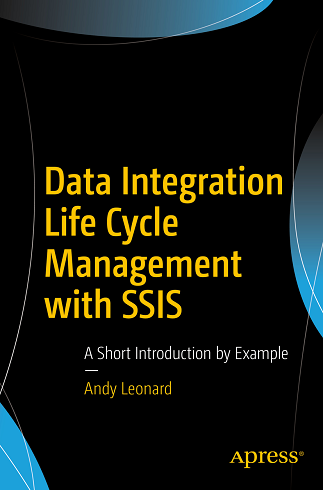 Data Integration
Life Cycle
Management
with SSIS
A Short Introduction by Example
—
Andy Leonard
Apress®